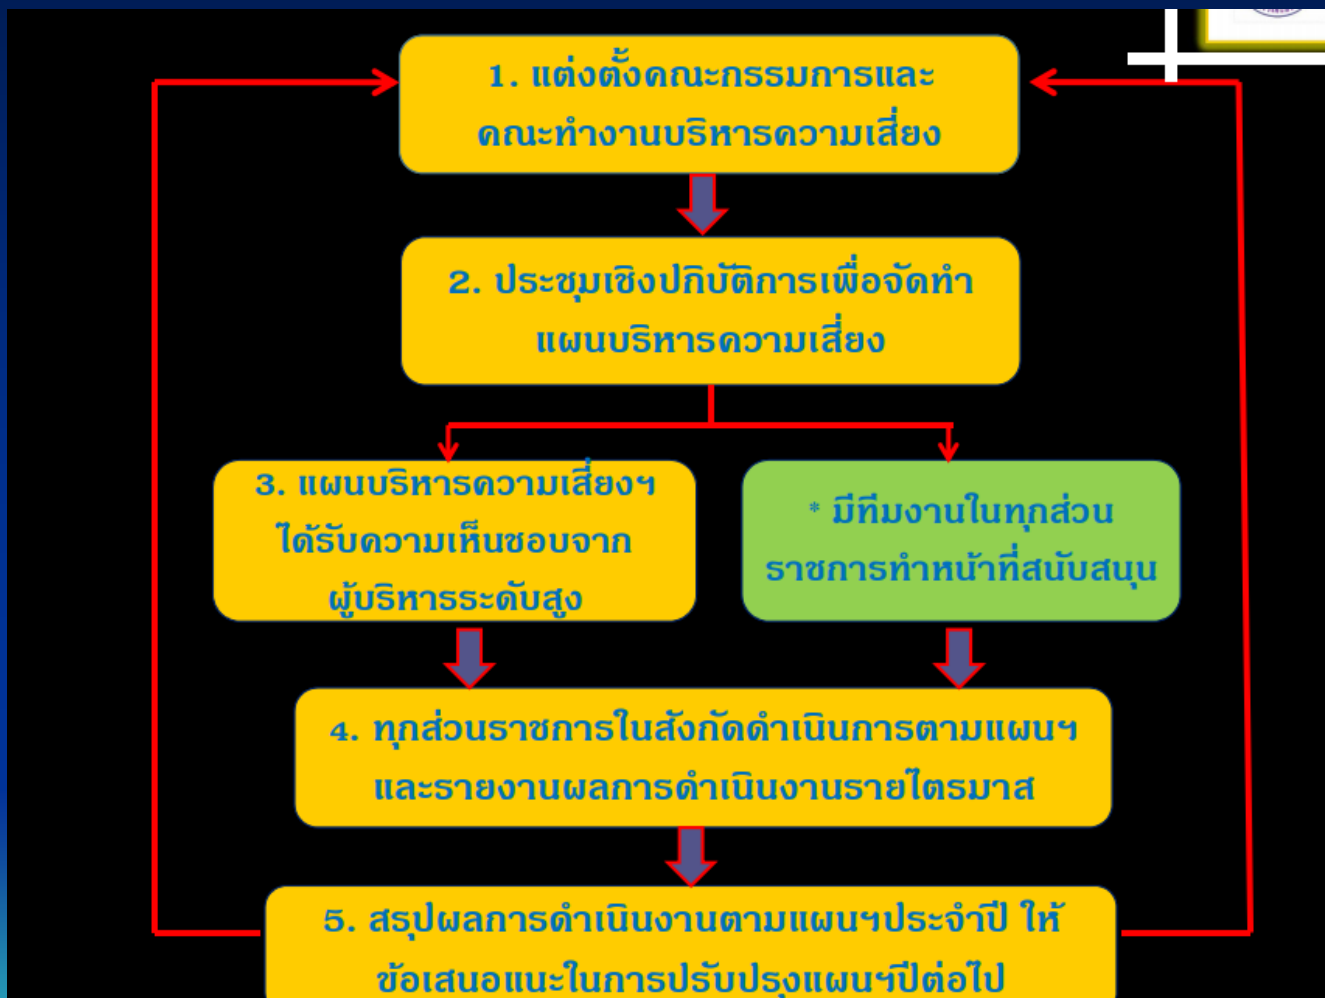 1. แต่งตั้งคณะกรรมการและ
คณะทำงานบริหารความเสี่ยง
2. ประชุมเชิงปฏิบัติการเพื่อจัดทำ
แผนบริหารความเสี่ยง
3. แผนบริหารความเสี่ยงฯ
ได้รับความเห็นชอบจาก
ผู้บริหารระดับสูง
* มีทีมงานในทุกส่วน
ราชการทำหน้าที่สนับสนุน
4. ทุกส่วนราชการในสังกัดดำเนินการตามแผนฯ
และรายงานผลการดำเนินงานรายไตรมาส
5. สรุปผลการดำเนินงานตามแผนฯประจำปี ให้
ข้อเสนอแนะในการปรับปรุงแผนฯปีต่อไป